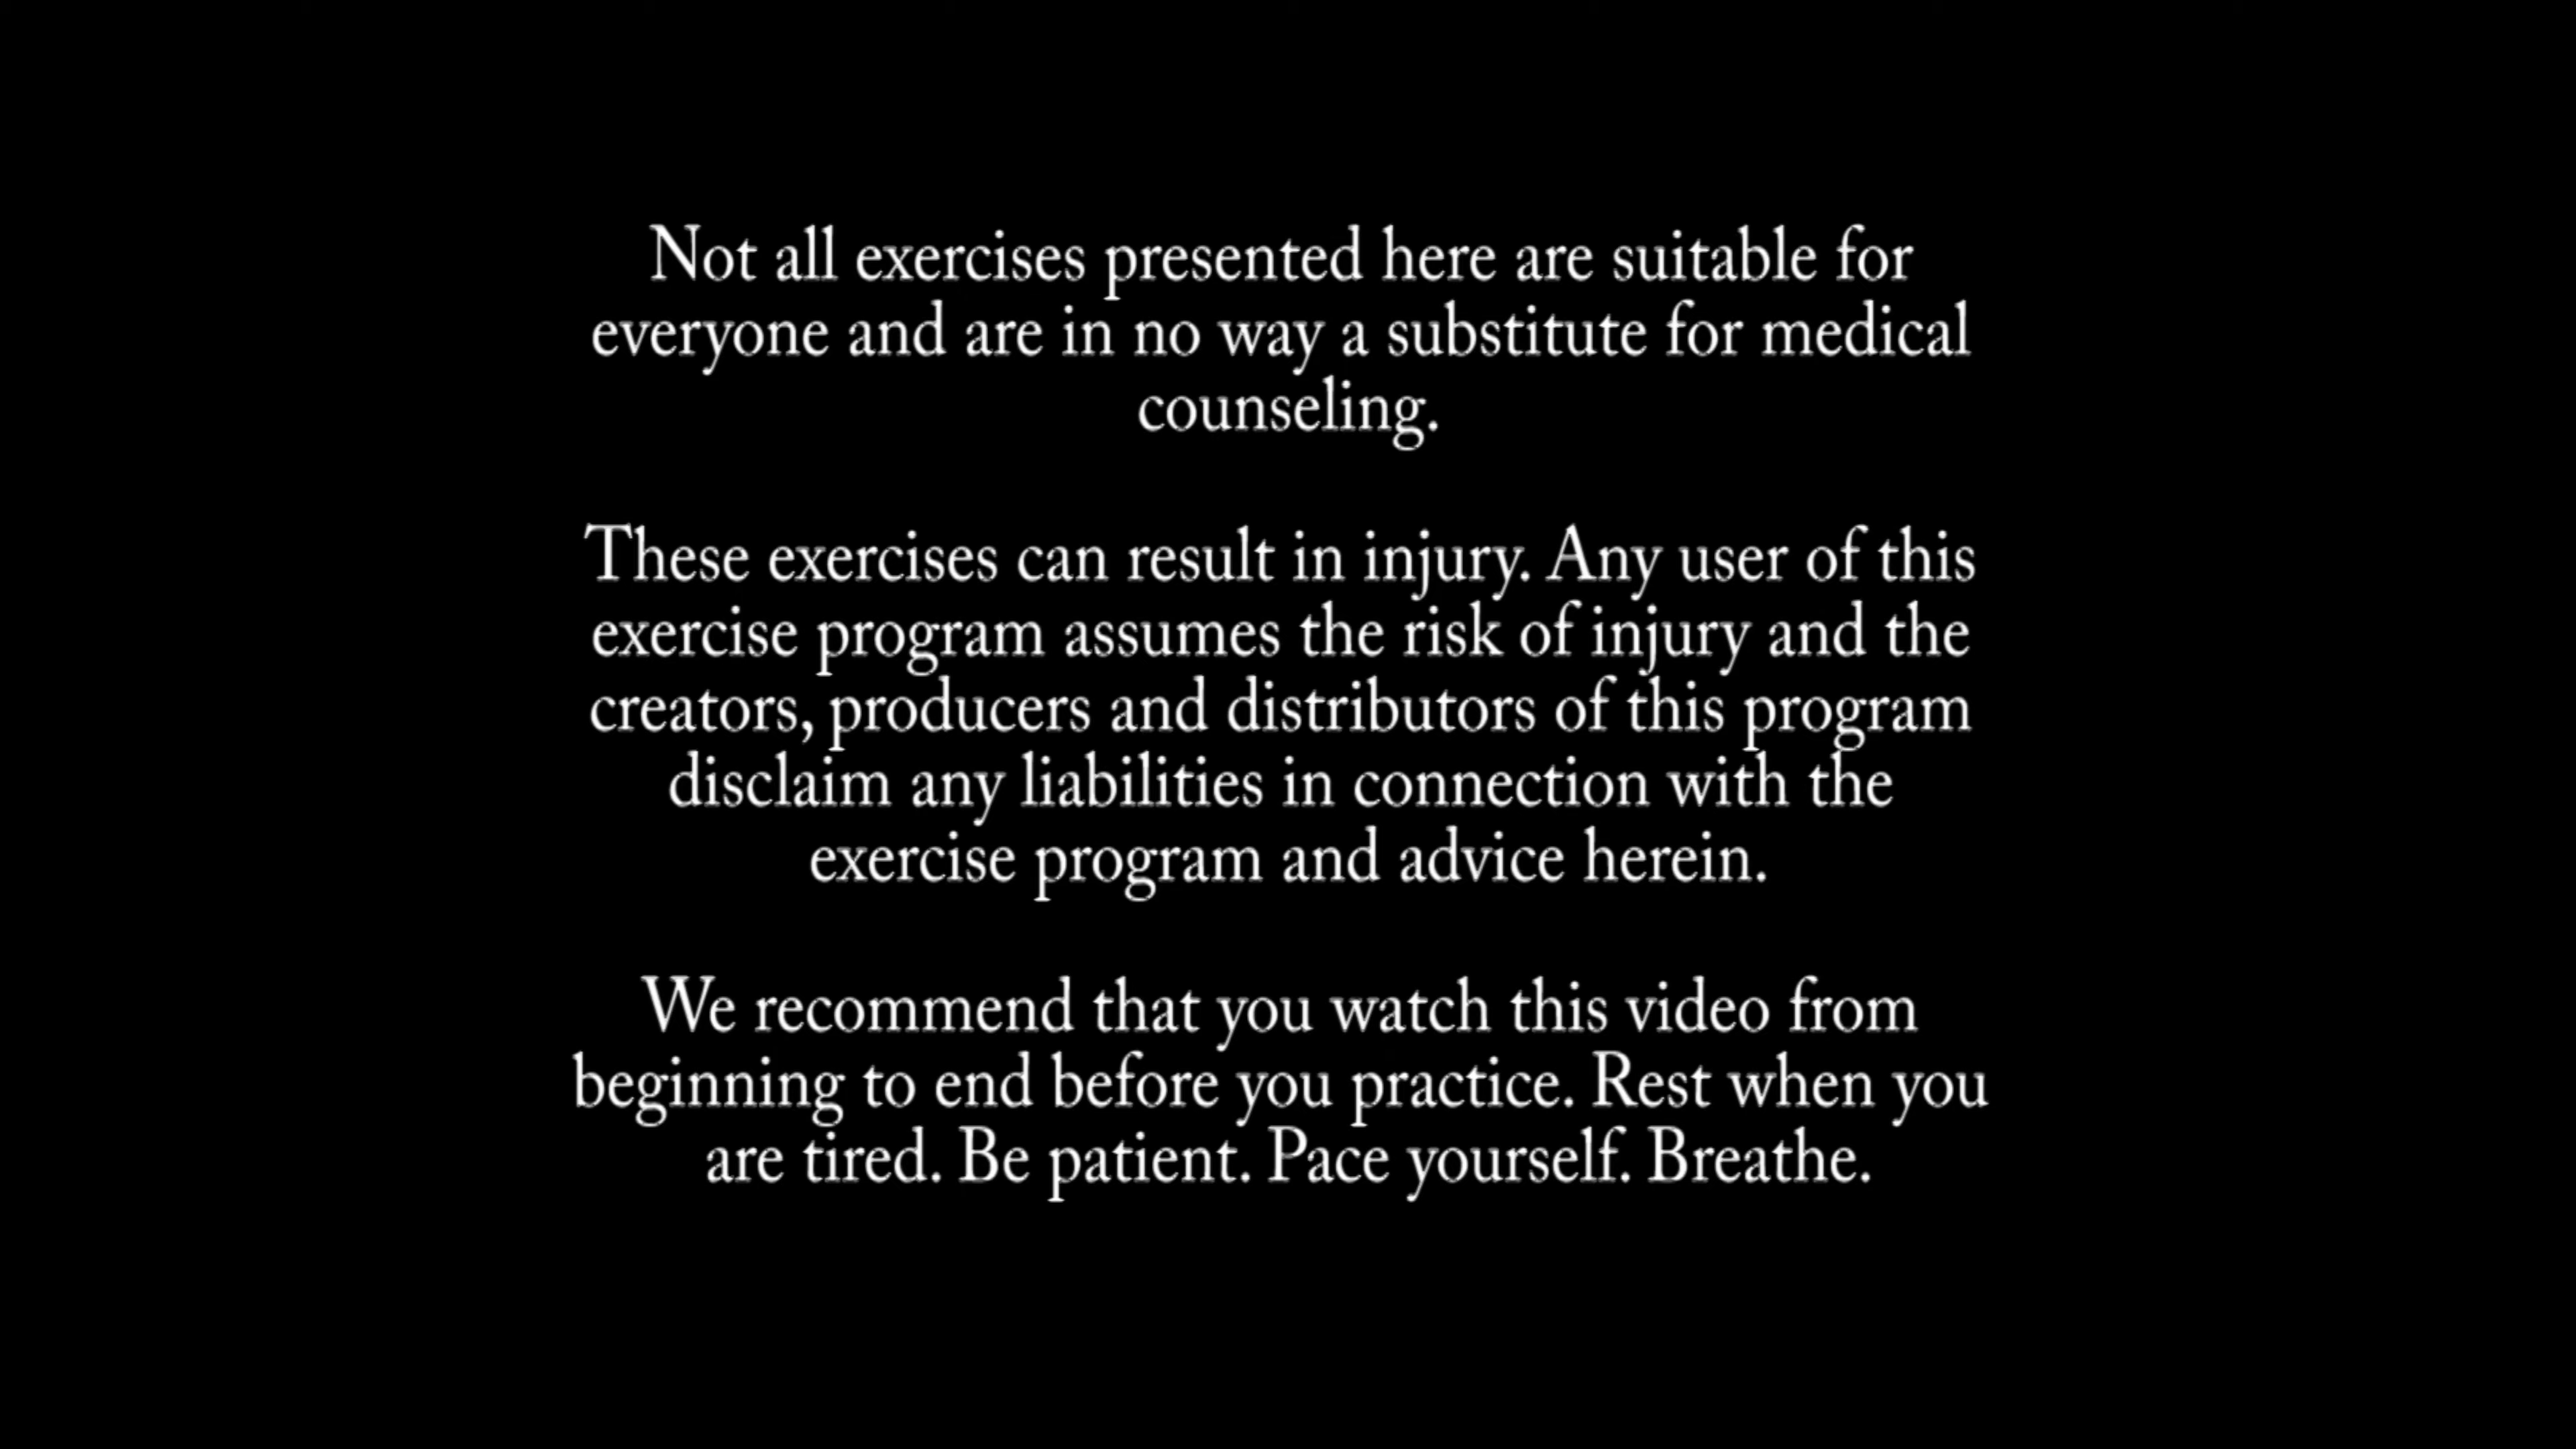 Not all exercises presented here are suitable for
everyone and are in no way a substitute for medical
counseling.
These exercises can result in injury. Any user of this
exercise program assumes the risk of injury and the
creators, producers and distributors of this program
disclaim any liabilities in connection with the
exercise program and advice herein.
We recommend that you watch this video from
beginning to end before you practice. Rest when you
are tired. Be patient. Pace yourself. Breathe.